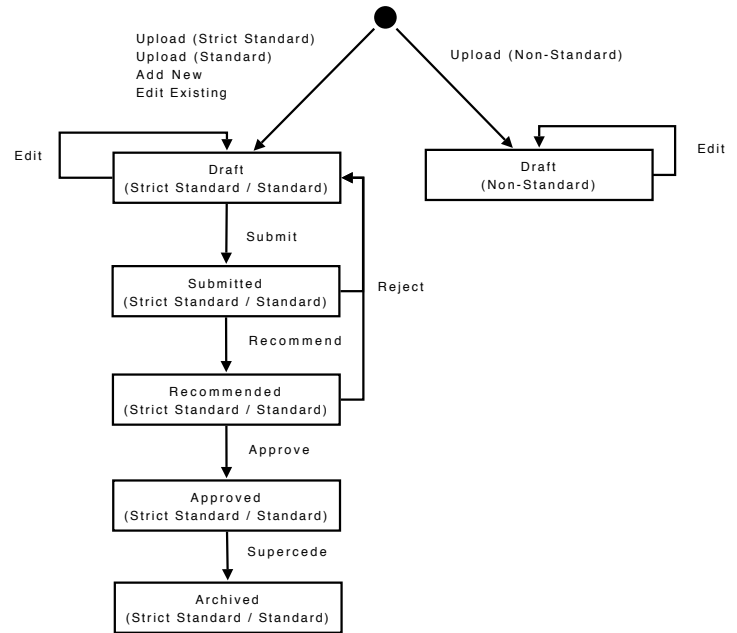 Upload (Strict Standard)
Upload (Standard)
Add New
Edit Existing
Upload (Non-Standard)
Edit
Draft
(Strict Standard / Standard)
Draft
(Non-Standard)
Edit
Submit
Submitted
(Strict Standard / Standard)
Reject
Recommend
Recommended
(Strict Standard / Standard)
Approve
Approved
(Strict Standard / Standard)
Supercede
Archived
(Strict Standard / Standard)